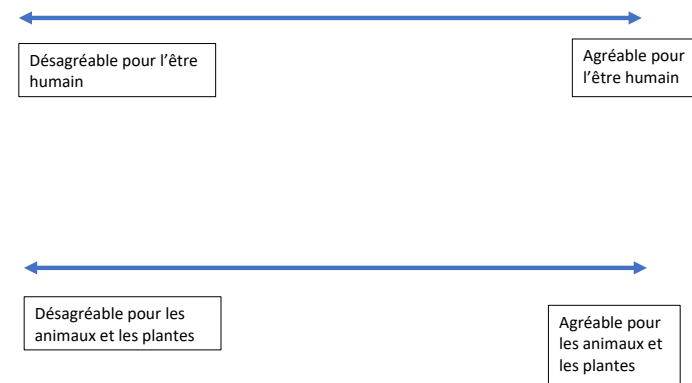 Désagréable pour l'être
humain
Agréable pour
l'être humain
Désagréable pour les
animaux et les plantes
Agréable pour
les animaux et
les plantes